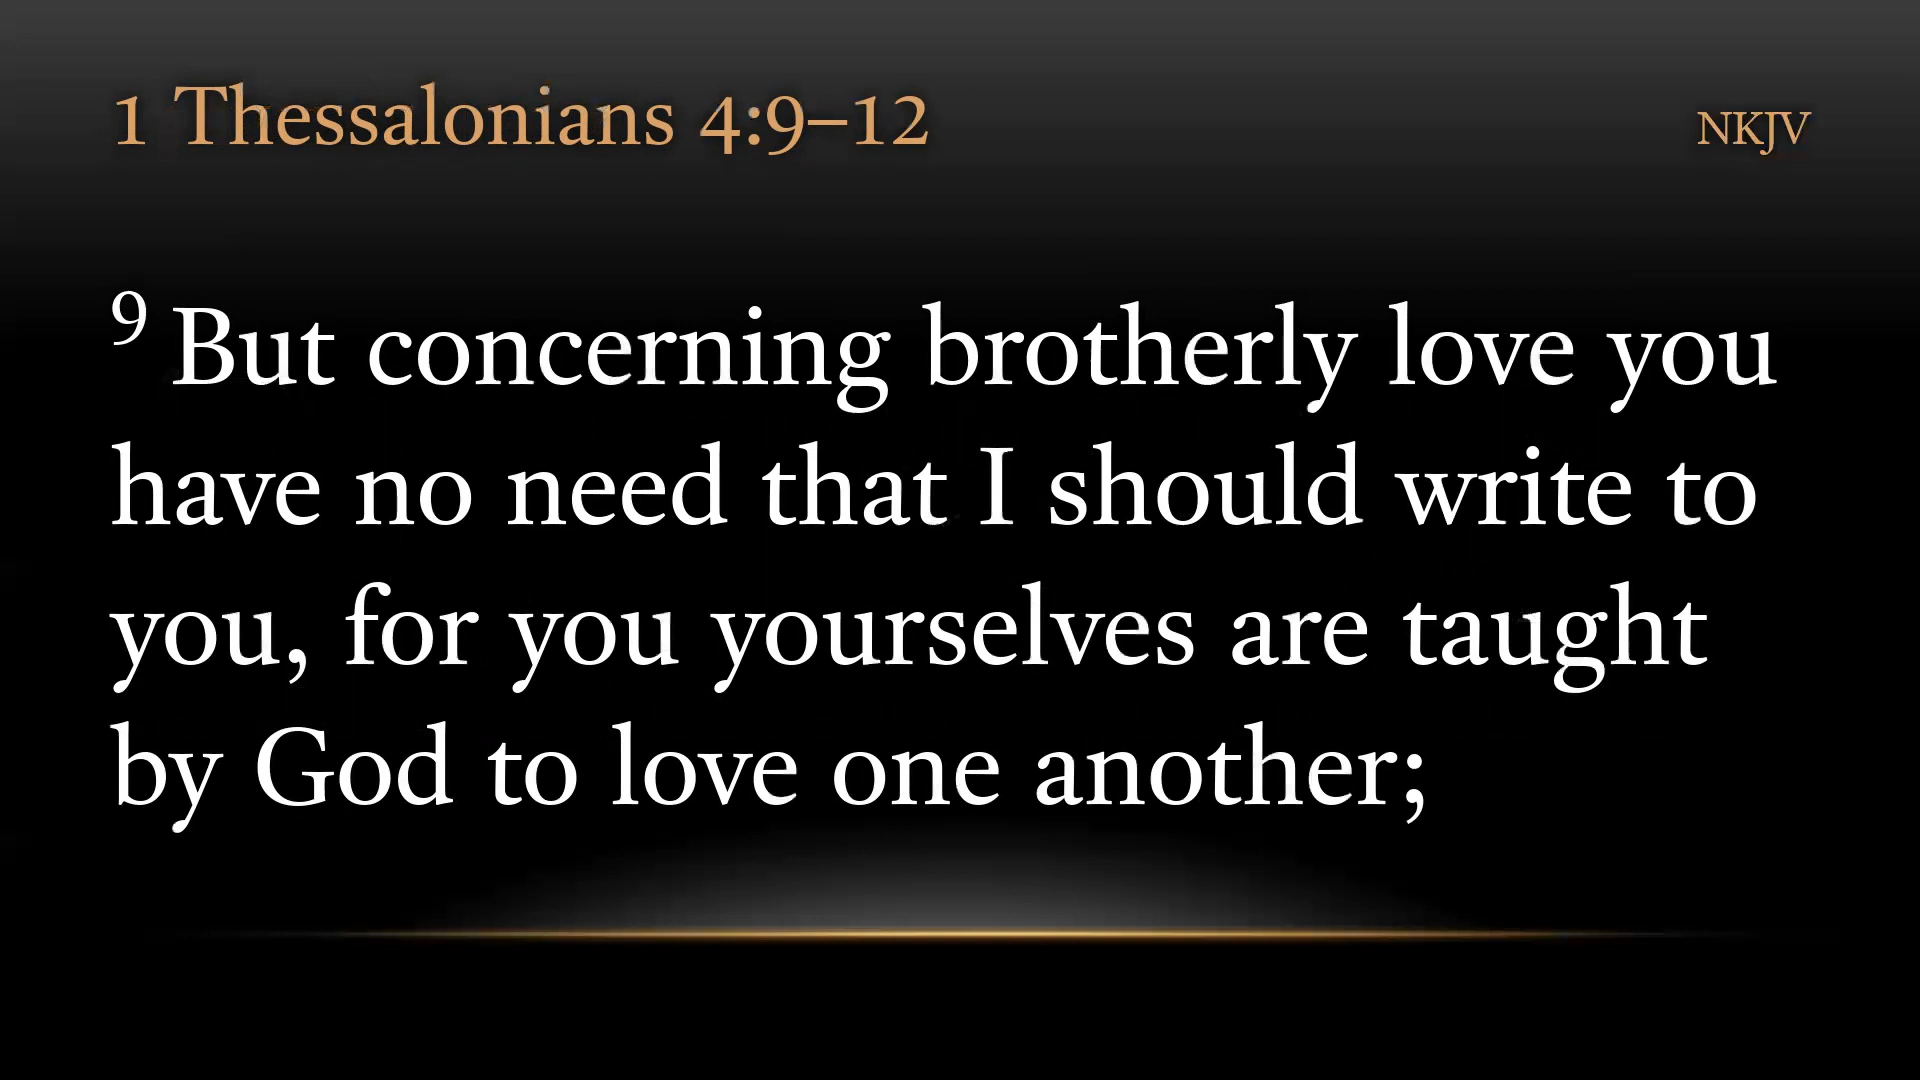 1 Thessalonians 4:9–12
NKJV
9 But concerning brotherly love you
have no need that I should write to
you, for you yourselves are taught
by God to love one another;